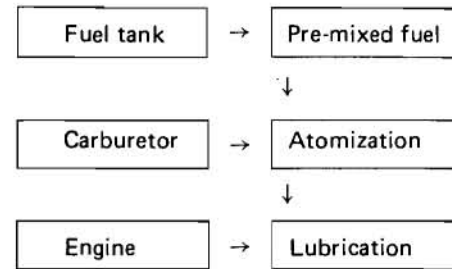 Fuel tank → Pre-mixed fuel
↓
Carburetor → Atomization
↓
Engine → Lubrication